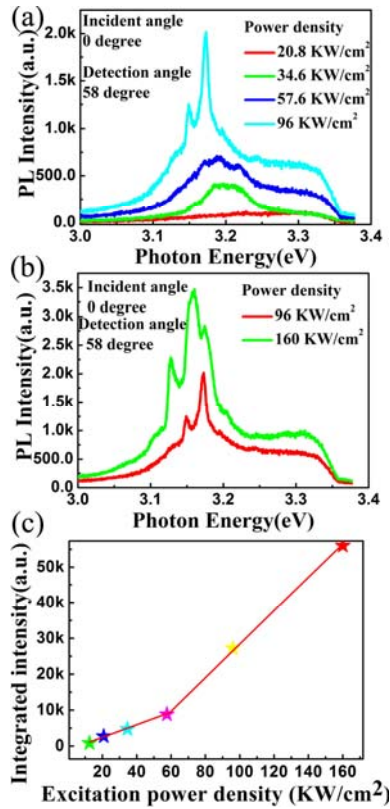 (a)
Incident angle
0 degree
Detection angle
58 degree
Power density
20.8 KW/cm²
34.6 KW/cm²
57.6 KW/cm²
96 KW/cm²
PL Intensity(a.u.)
2.0k
1.5k
1.0k
500.0
0.0
3.0 3.1 3.2 3.3 3.4
Photon Energy(eV)
(b)
Incident angle
0 degree
Detection angle
58 degree
Power density
96 KW/cm²
160 KW/cm²
PL Intensity(a.u.)
3.5k
3.0k
2.5k
2.0k
1.5k
1.0k
500.0
0.0
3.0 3.1 3.2 3.3 3.4
Photon Energy(eV)
(c)
Integrated intensity(a.u.)
50k
40k
30k
20k
10k
0
20 40 60 80 100 120 140 160
Excitation power density (KW/cm²)